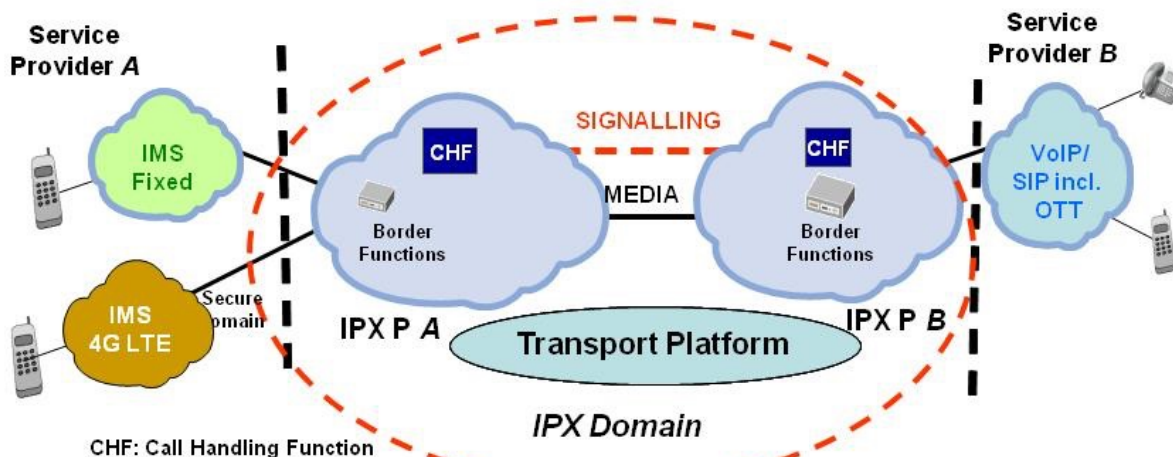 Service
Provider A
Service
Provider B
SIGNALLING
CHF
CHF
IMS
Fixed
VoIP/
SIP incl.
OTT
MEDIA
Border
Functions
Border
Functions
Secure
IMS
4G LTE
IPX P A
IPX P B
Transport Platform
IPX Domain
CHF: Call Handling Function